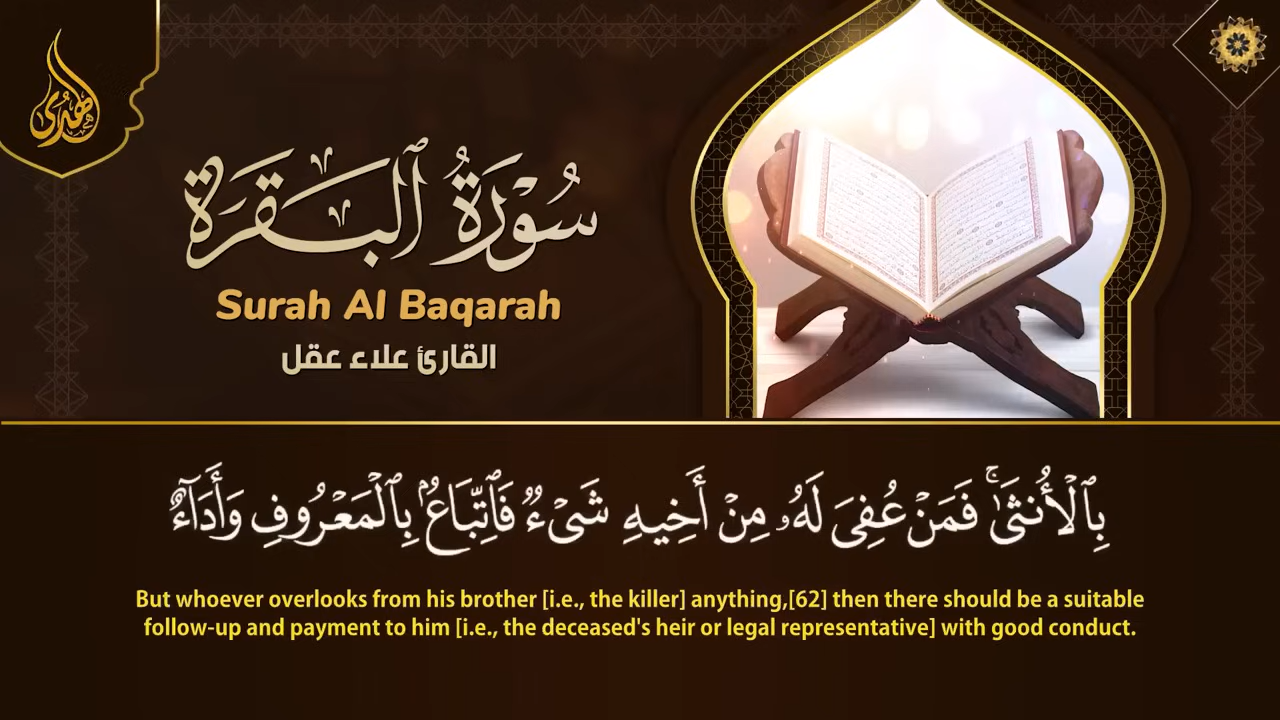 الهدى
سُورَةُ ٱلْبَقَرَةِ
Surah Al Baqarah
القارئ علاء عقل
بِٱلْأُنثَىٰۚ فَمَنْ عُفِىَ لَهُۥ مِنْ أَخِيهِ شَىْءٌۭ فَٱتِّبَاعٌۢ بِٱلْمَعْرُوفِ وَأَدَآءٌ
But whoever overlooks from his brother [i.e., the killer] anything,[62] then there should be a suitable
follow-up and payment to him [i.e., the deceased's heir or legal representative] with good conduct.